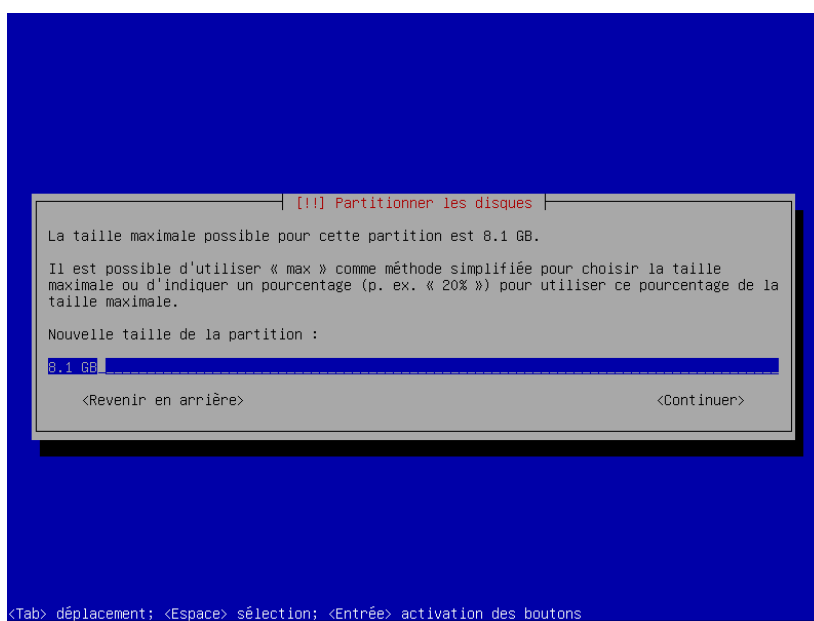 [!!] Partitionner les disques
La taille maximale possible pour cette partition est 8.1 GB.
Il est possible d'utiliser « max » comme méthode simplifiée pour choisir la taille
maximale ou d'indiquer un pourcentage (p. ex. « 20% ») pour utiliser ce pourcentage de la
taille maximale.
Nouvelle taille de la partition :
8.1 GB
<Revenir en arrière> <Continuer>
<Tab> déplacement; <Espace> sélection; <Entrée> activation des boutons